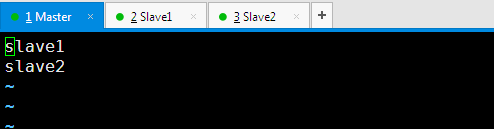 1 Master × 2 Slave1 × 3 Slave2 × +
slave1
slave2
~
~
~